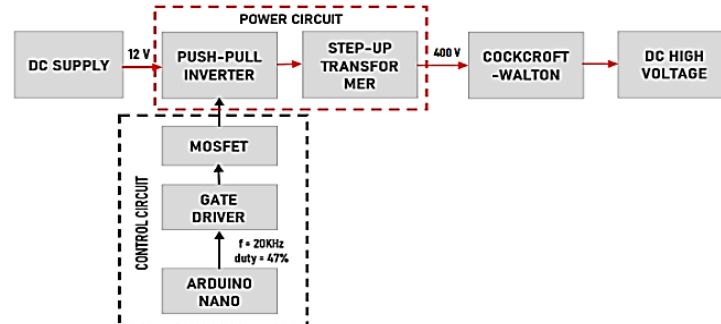 POWER CIRCUIT
DC SUPPLY
12 V
PUSH-PULL
INVERTER
STEP-UP
TRANSFOR
MER
400 V
COCKCROFT
-WALTON
DC HIGH
VOLTAGE
CONTROL CIRCUIT
MOSFET
GATE
DRIVER
f = 20KHz
duty = 47%
ARDUINO
NANO